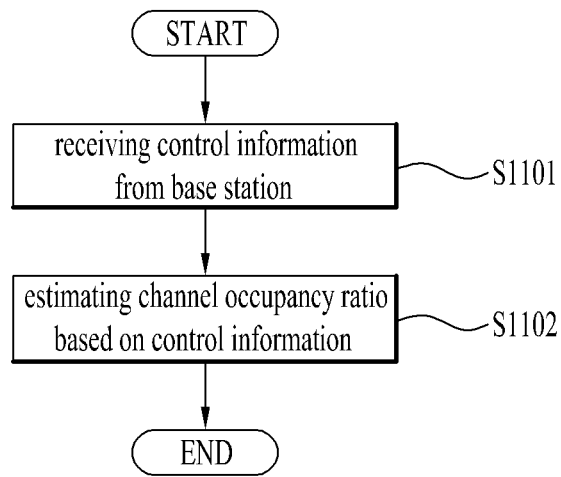 START
receiving control information
from base station
S1101
estimating channel occupancy ratio
based on control information
S1102
END